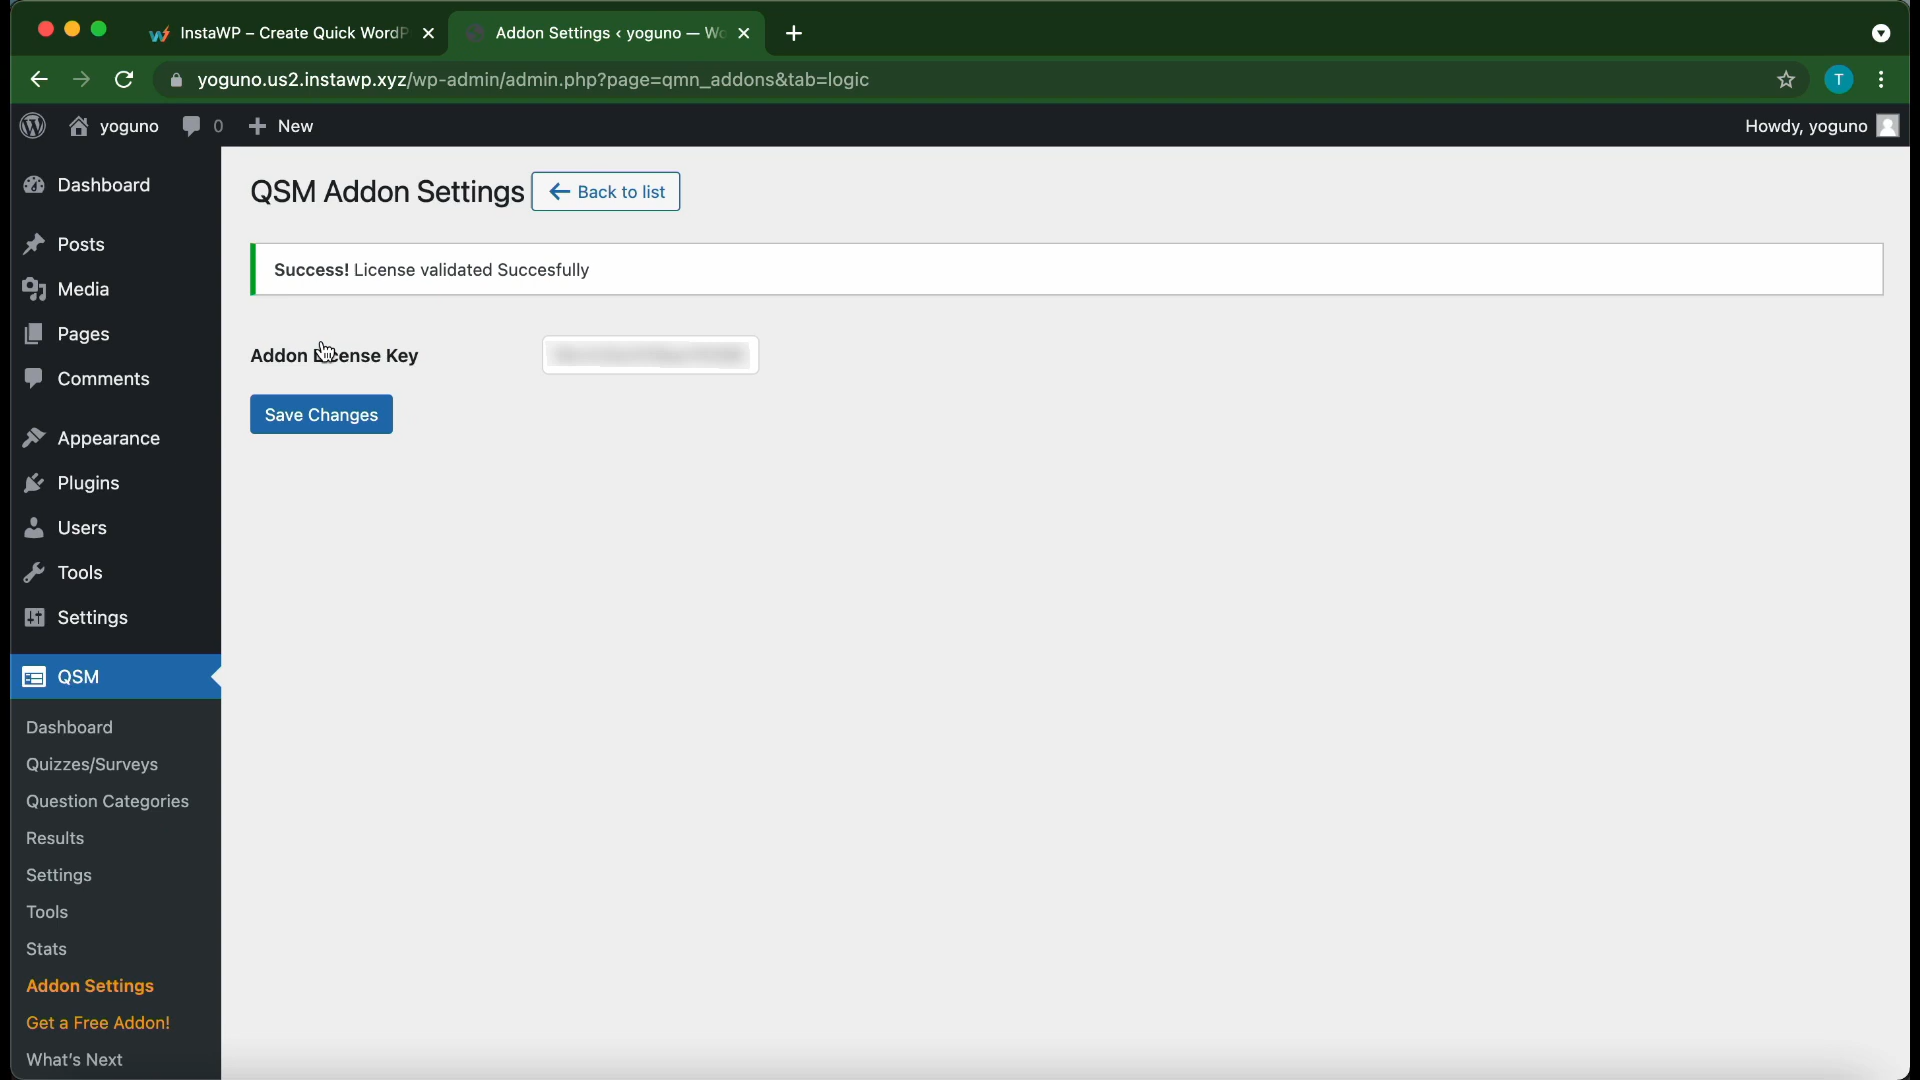 InstaWP – Create Quick WordP
Addon Settings ‹ yoguno — Wo
yoguno.us2.instawp.xyz/wp-admin/admin.php?page=qmn_addons&tab=logic
T
yoguno
0
New
Howdy, yoguno
Dashboard
Posts
Media
Pages
Comments
Appearance
Plugins
Users
Tools
Settings
QSM
Dashboard
Quizzes/Surveys
Question Categories
Results
Settings
Tools
Stats
Addon Settings
Get a Free Addon!
What's Next
QSM Addon Settings
Back to list
Success! License validated Succesfully
Addon License Key
Save Changes